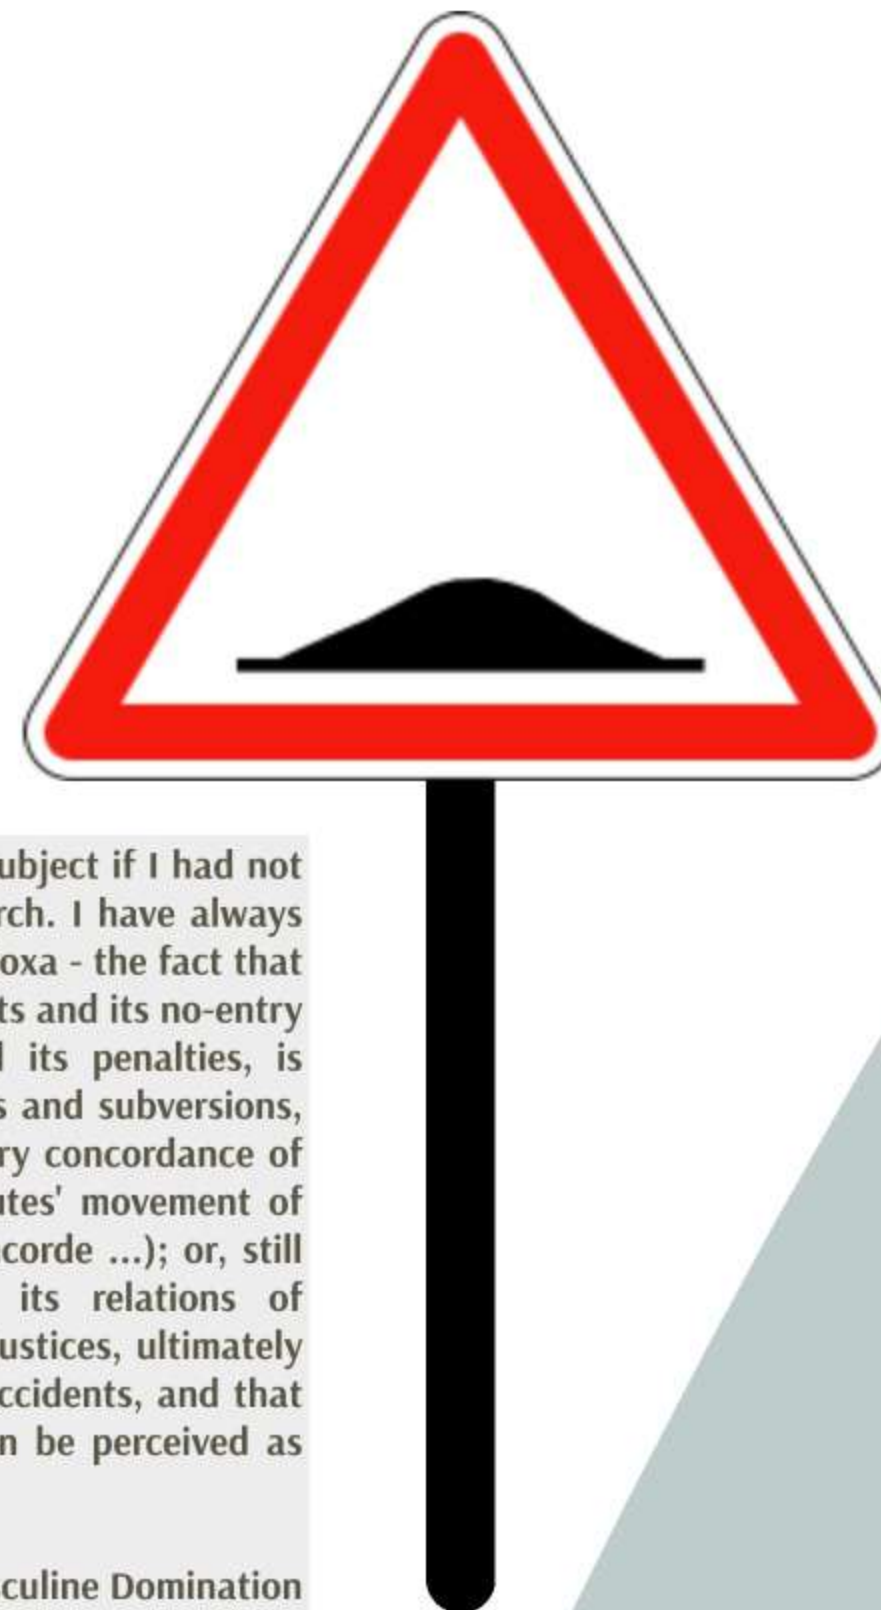 ubject if I had not
rch. I have always
oxa - the fact that
ts and its no-entry
its penalties, is
s and subversions,
ry concordance of
utes' movement of
corde ...); or, still
its relations of
ustices, ultimately
ccidents, and that
n be perceived as
culine Domination